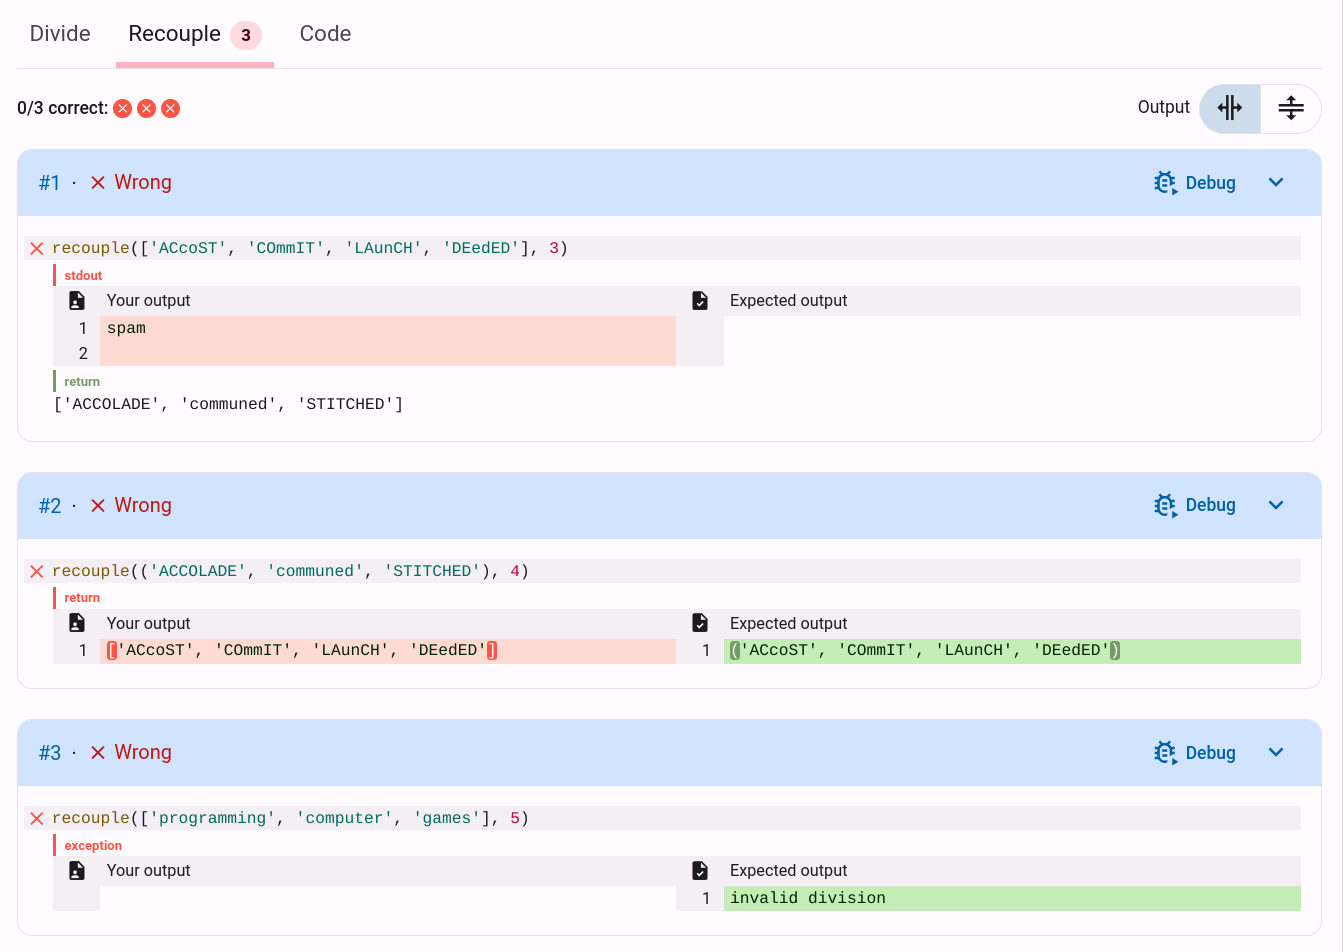 Divide Recouple 3 Code
0/3 correct: Output
#1 · Wrong Debug
recouple(['ACcoST', 'COmmIT', 'LAunCH', 'DEedED'], 3)
stdout
Your output Expected output
1 spam
2
return
['ACCOLADE', 'communed', 'STITCHED']
#2 · Wrong Debug
recouple(('ACCOLADE', 'communed', 'STITCHED'), 4)
return
Your output Expected output
1 ['ACcoST', 'COmmIT', 'LAunCH', 'DEedED'] 1 ('ACcoST', 'COmmIT', 'LAunCH', 'DEedED')
#3 · Wrong Debug
recouple(['programming', 'computer', 'games'], 5)
exception
Your output Expected output
1 invalid division